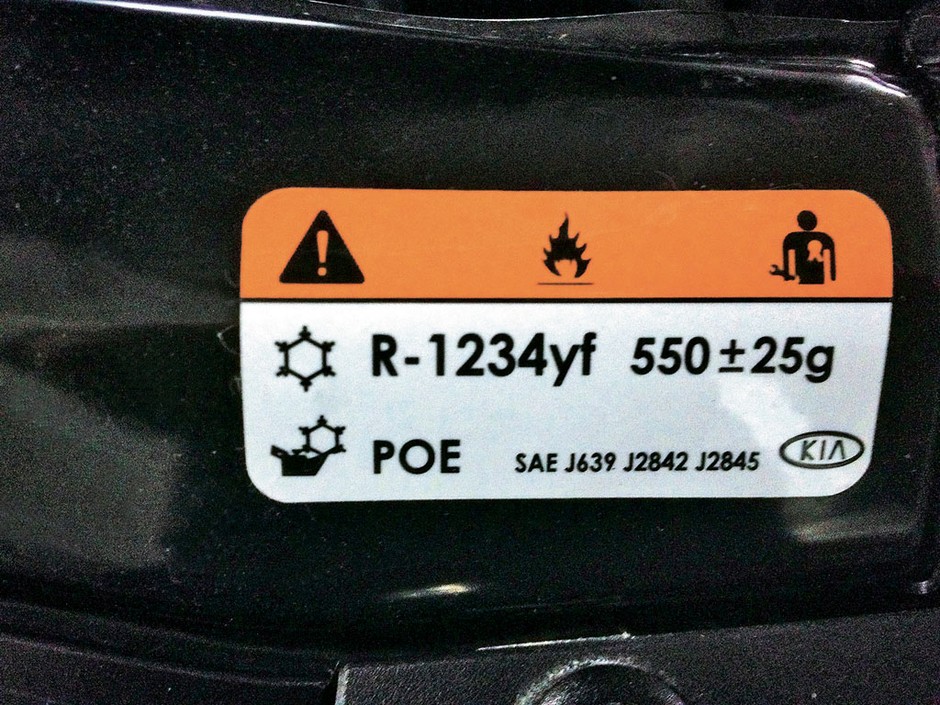 R-1234yf 550±25g
POE SAE J639 J2842 J2845 KIA